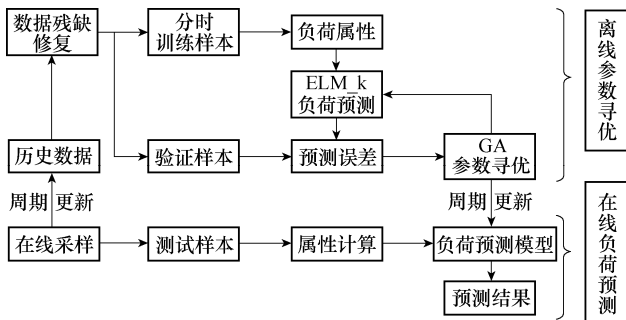 数据残缺
修复
分时
训练样本
负荷属性
ELM_k
负荷预测
历史数据
验证样本
预测误差
GA
参数寻优
离线参数寻优
周期 更新
周期 更新
在线采样
测试样本
属性计算
负荷预测模型
预测结果
在线负荷预测